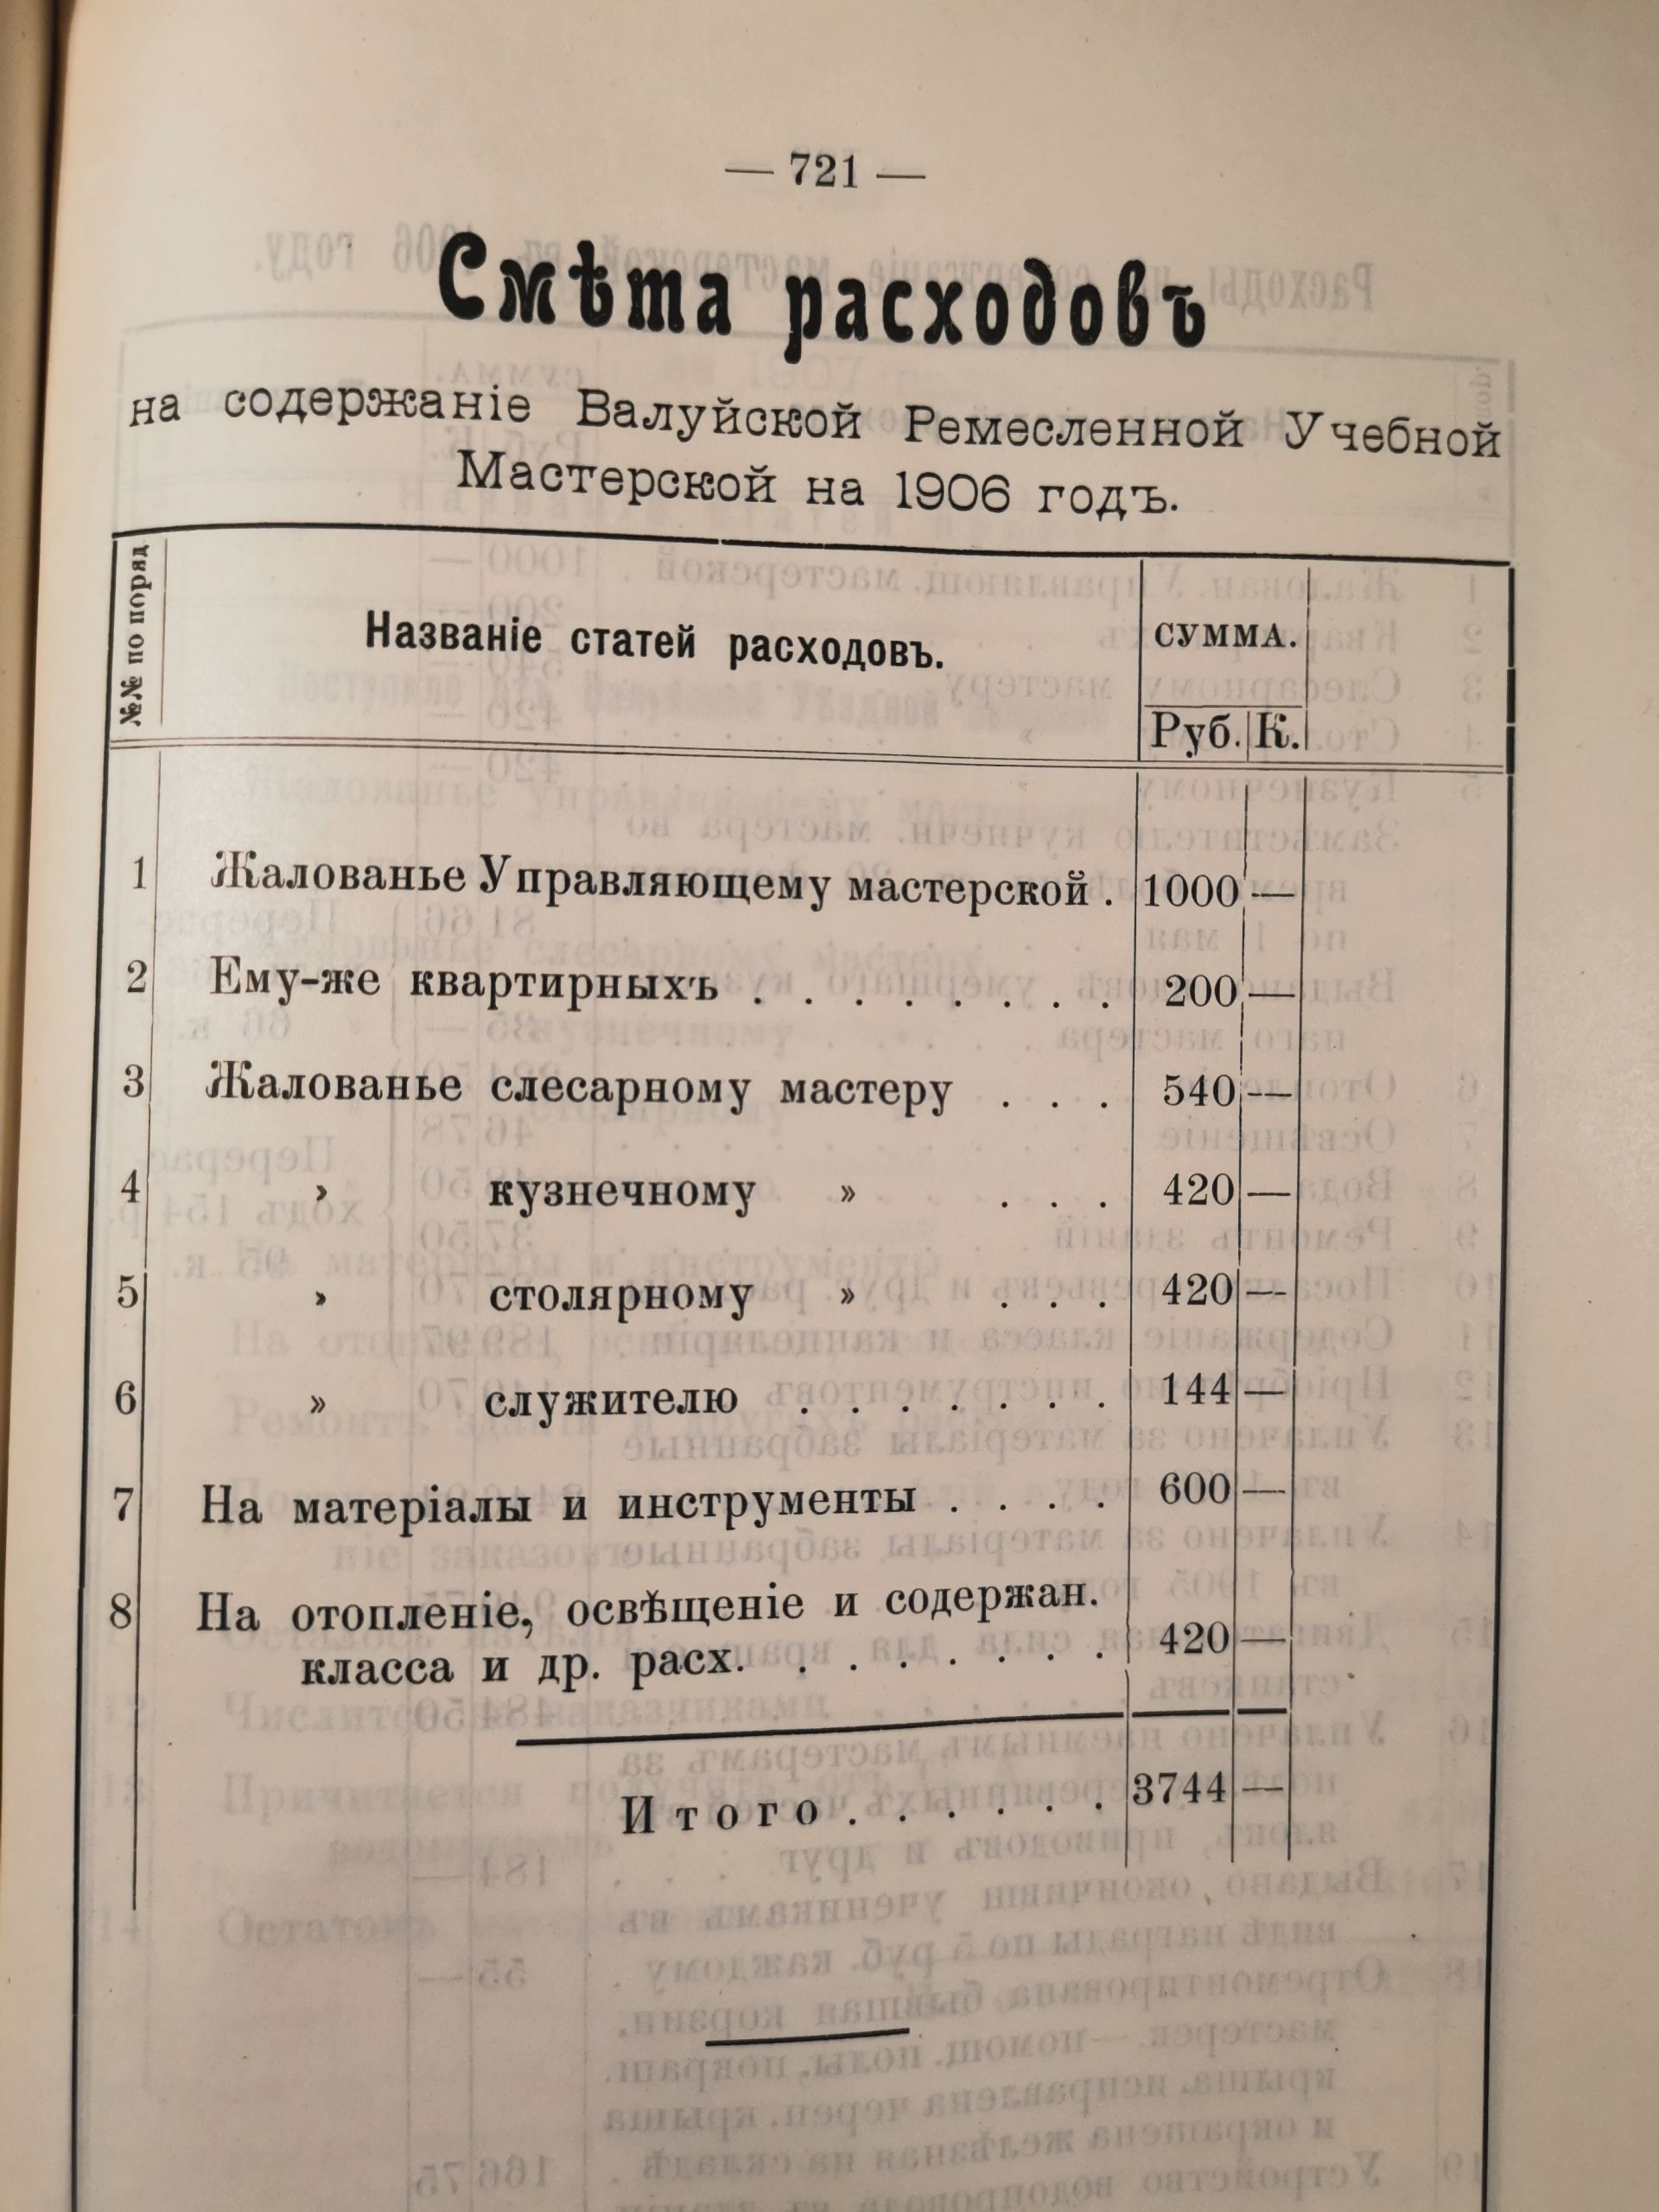 — 721 —
Смѣта расходовъ
на содержаніе Валуйской Ремесленной Учебной
Мастерской на 1906 годъ.
№№ по поряд
Названіе статей расходовъ.
СУММА.
Руб. К.
1 Жалованье Управляющему мастерской . 1000 —
2 Ему-же квартирныхъ . . . . . . . . 200 —
3 Жалованье слесарному мастеру . . . 540 —
4 » кузнечному » . . . 420 —
5 » столярному » . . . 420 —
6 » служителю . . . . . . . 144 —
7 На матеріалы и инструменты . . . . 600 —
8 На отопленіе, освѣщеніе и содержан.
класса и др. расх. . . . . . . . 420 —
Итого . . . . . . 3744 —